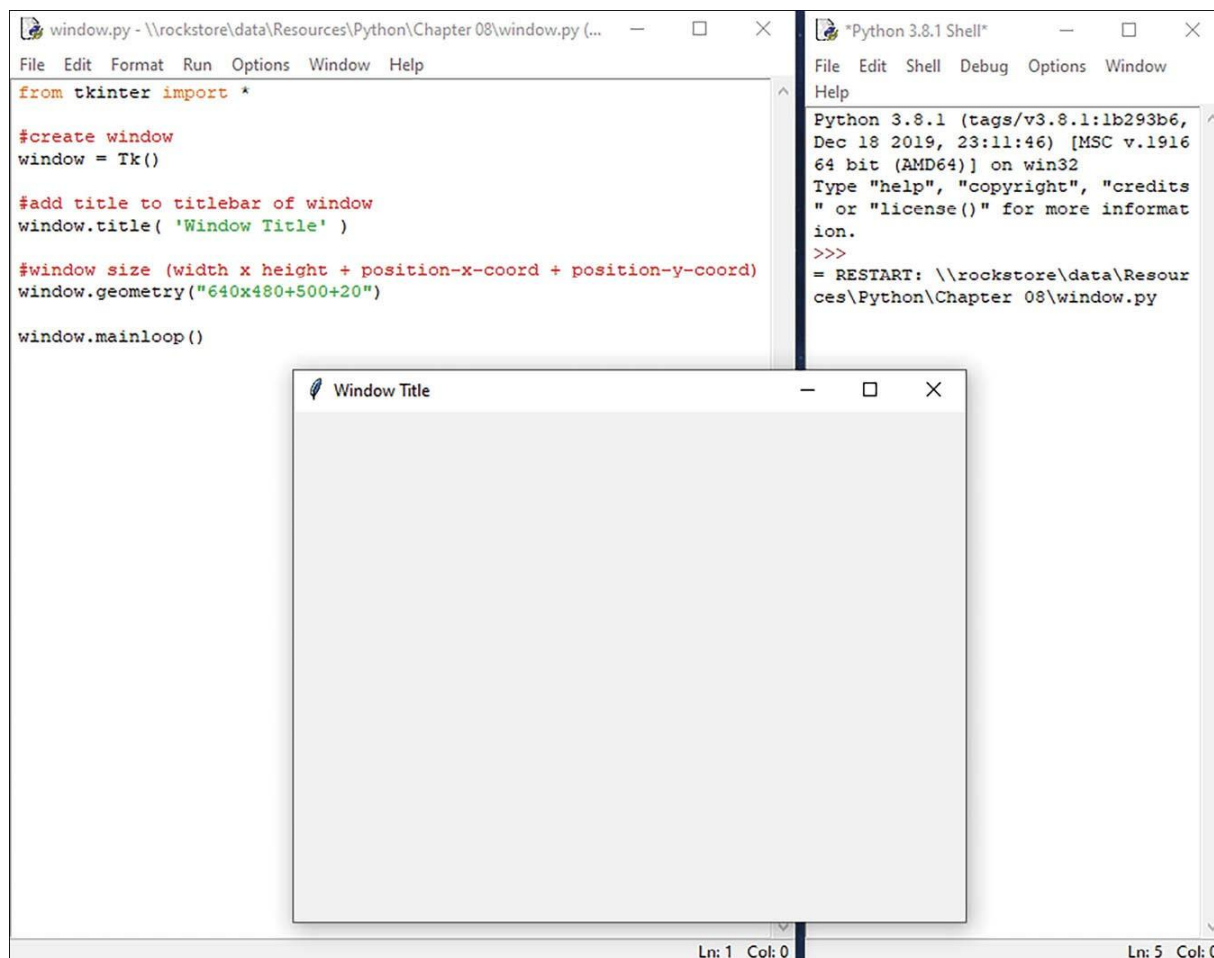 window.py - \\rockstore\data\Resources\Python\Chapter 08\window.py (...
File Edit Format Run Options Window Help
from tkinter import *
#create window
window = Tk()
#add title to titlebar of window
window.title( 'Window Title' )
#window size (width x height + position-x-coord + position-y-coord)
window.geometry("640x480+500+20")
window.mainloop()
Ln: 1 Col: 0
*Python 3.8.1 Shell*
File Edit Shell Debug Options Window
Help
Python 3.8.1 (tags/v3.8.1:1b293b6,
Dec 18 2019, 23:11:46) [MSC v.1916
64 bit (AMD64)] on win32
Type "help", "copyright", "credits
" or "license()" for more informat
ion.
>>>
= RESTART: \\rockstore\data\Resour
ces\Python\Chapter 08\window.py
Ln: 5 Col: 0
Window Title